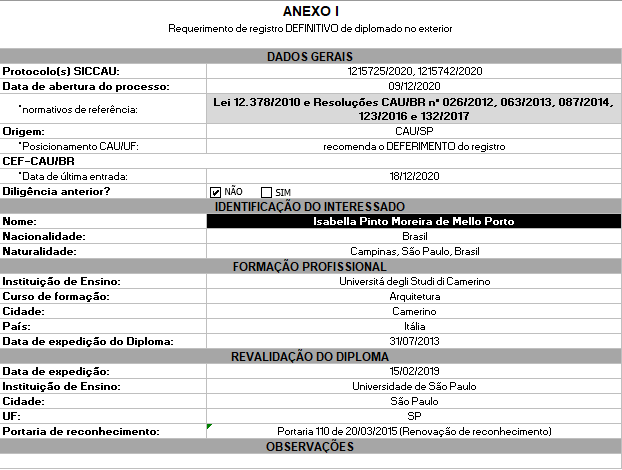 ANEXO I
Requerimento de registro DEFINITIVO de diplomado no exterior
DADOS GERAIS
Protocolo(s) SICCAU: 1215725/2020, 1215742/2020
Data de abertura do processo: 09/12/2020
*normativos de referência: Lei 12.378/2010 e Resoluções CAU/BR nº 026/2012, 063/2013, 087/2014,
123/2016 e 132/2017
Origem: CAU/SP
*Posicionamento CAU/UF: recomenda o DEFERIMENTO do registro
CEF-CAU/BR
*Data de última entrada: 18/12/2020
Diligência anterior? NÃO SIM
IDENTIFICAÇÃO DO INTERESSADO
Nome: Isabella Pinto Moreira de Mello Porto
Nacionalidade: Brasil
Naturalidade: Campinas, São Paulo, Brasil
FORMAÇÃO PROFISSIONAL
Instituição de Ensino: Universitá degli Studi di Camerino
Curso de formação: Arquitetura
Cidade: Camerino
País: Itália
Data de expedição do Diploma: 31/07/2013
REVALIDAÇÃO DO DIPLOMA
Data de expedição: 15/02/2019
Instituição de Ensino: Universidade de São Paulo
Cidade: São Paulo
UF: SP
Portaria de reconhecimento: Portaria 110 de 20/03/2015 (Renovação de reconhecimento)
OBSERVAÇÕES